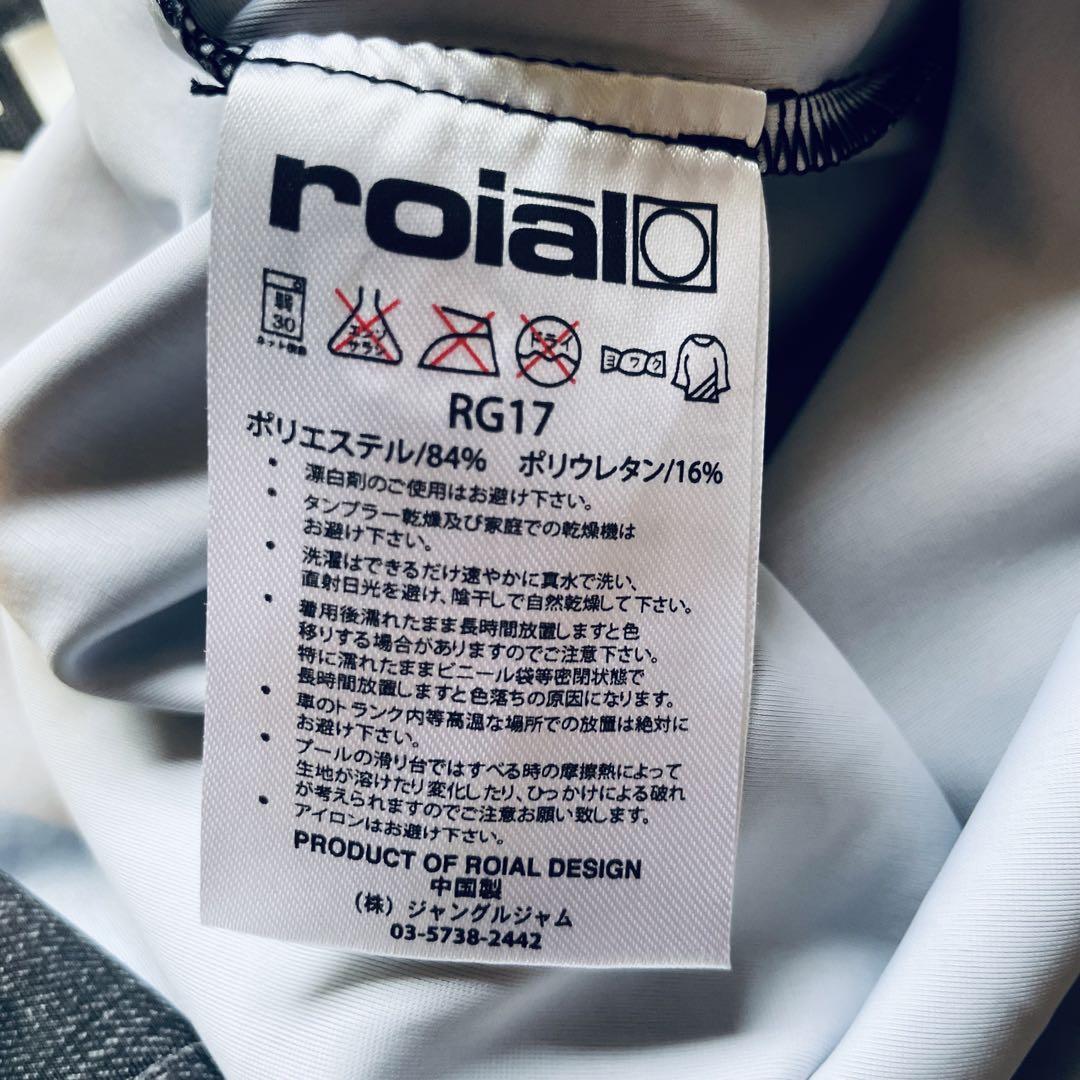 roial
弱
30
ネット使用
エンソ
サラシ
ドライ
ヨワク
RG17
ポリエステル/84% ポリウレタン/16%
• 漂白剤のご使用はお避け下さい。
• タンブラー乾燥及び家庭での乾燥機は
お避け下さい。
• 洗濯はできるだけ速やかに真水で洗い、
直射日光を避け、陰干しで自然乾燥して下さい。
• 着用後濡れたまま長時間放置しますと色
移りする場合がありますのでご注意下さい。
特に濡れたままビニール袋等密閉状態で
長時間放置しますと色落ちの原因になります。
• 車のトランク内等高温な場所での放置は絶対に
お避け下さい。
• プールの滑り台ではすべる時の摩擦熱によって
生地が溶けたり変化したり、ひっかけによる破れ
が考えられますのでご注意お願い致します。
• アイロンはお避け下さい。
PRODUCT OF ROIAL DESIGN
中国製
（株）ジャングルジャム
03-5738-2442